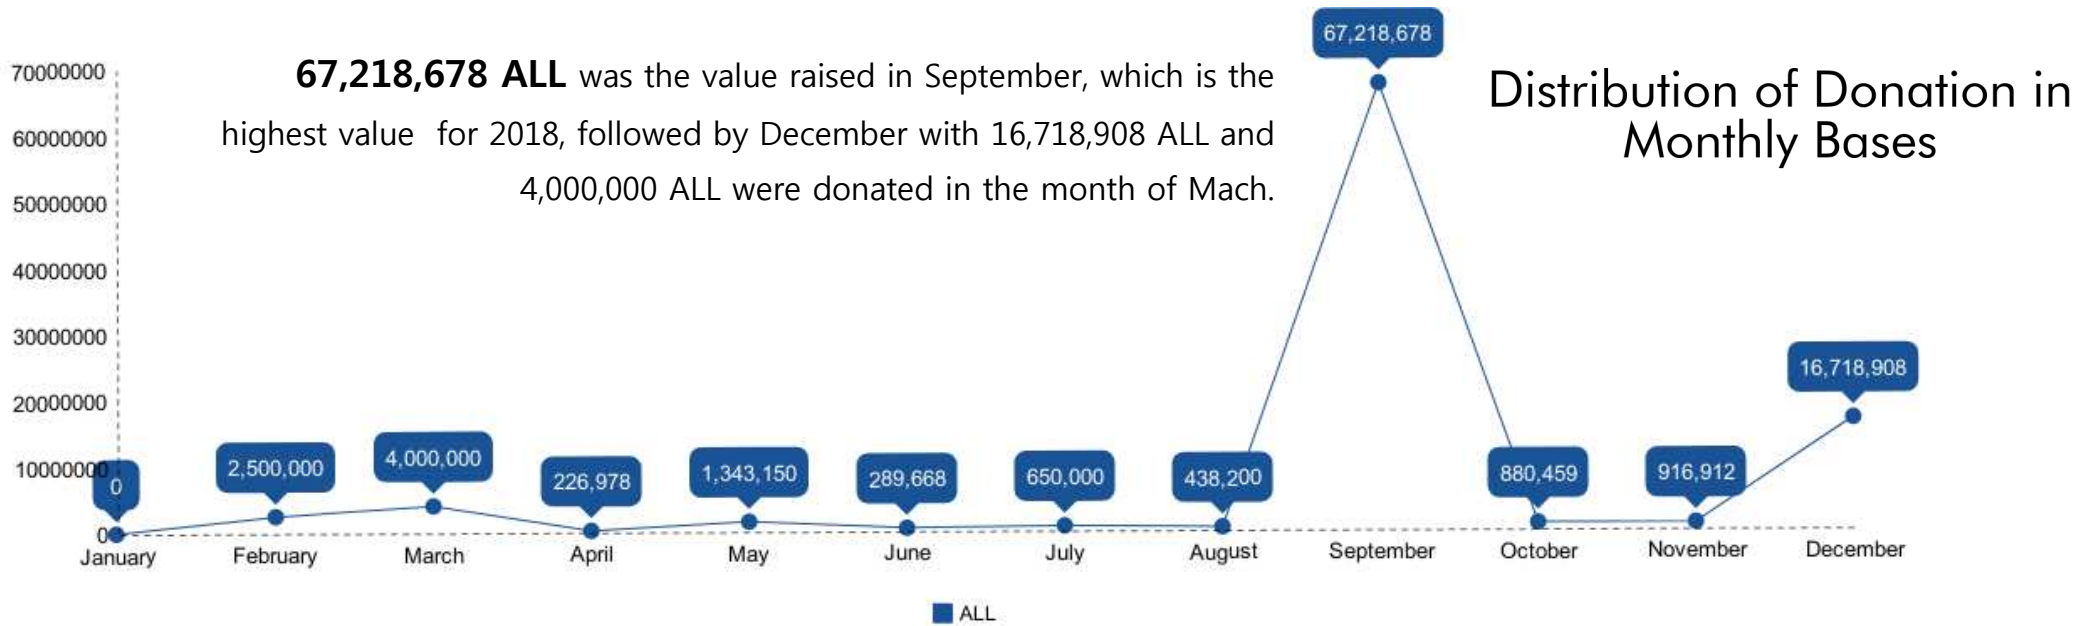 67,218,678 ALL was the value raised in September, which is the
highest value for 2018, followed by December with 16,718,908 ALL and
4,000,000 ALL were donated in the month of Mach.
Distribution of Donation in
Monthly Bases
70000000
60000000
50000000
40000000
30000000
20000000
10000000
0
0
2,500,000
4,000,000
226,978
1,343,150
289,668
650,000
438,200
67,218,678
880,459
916,912
16,718,908
January
February
March
April
May
June
July
August
September
October
November
December
ALL